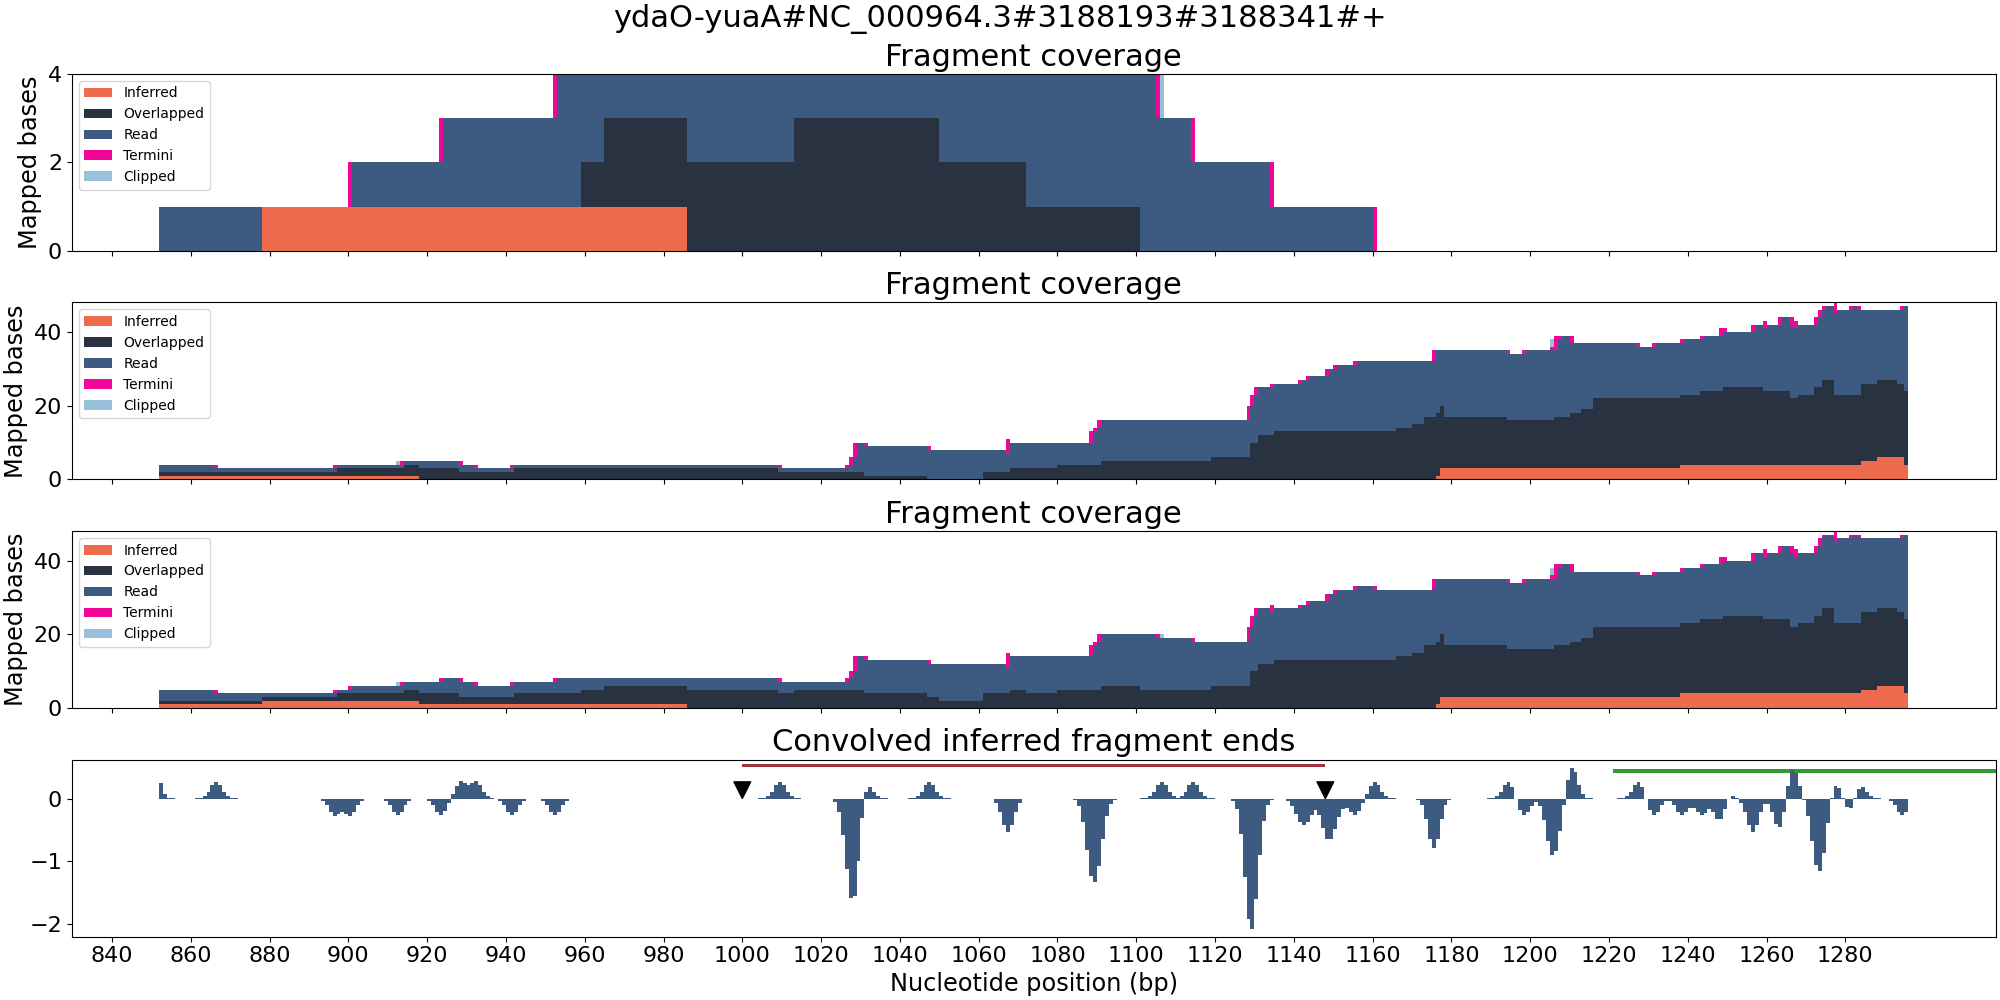 ydaO-yuaA#NC_000964.3#3188193#3188341#+
Fragment coverage
Mapped bases
4
2
0
Inferred
Overlapped
Read
Termini
Clipped
Fragment coverage
Mapped bases
40
20
0
Inferred
Overlapped
Read
Termini
Clipped
Fragment coverage
Mapped bases
40
20
0
Inferred
Overlapped
Read
Termini
Clipped
Convolved inferred fragment ends
0
−1
−2
840 860 880 900 920 940 960 980 1000 1020 1040 1060 1080 1100 1120 1140 1160 1180 1200 1220 1240 1260 1280
Nucleotide position (bp)